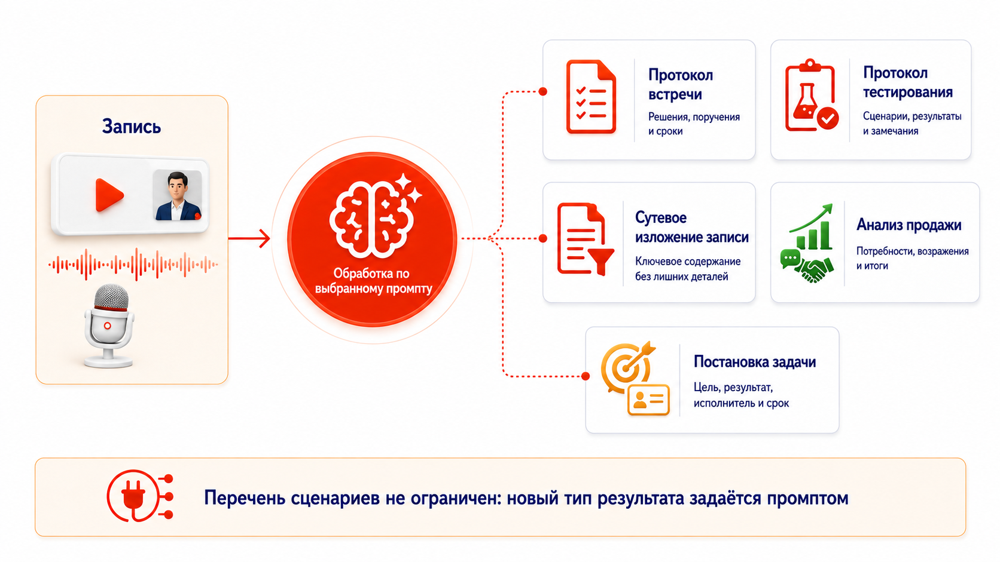 Запись
Обработка по
выбранному промпту
Протокол
встречи
Решения, поручения
и сроки
Протокол
тестирования
Сценарии, результаты
и замечания
Сутевое
изложение записи
Ключевое содержание
без лишних деталей
Анализ продажи
Потребности, возражения
и итоги
Постановка задачи
Цель, результат,
исполнитель и срок
Перечень сценариев не ограничен: новый тип результата задаётся промптом